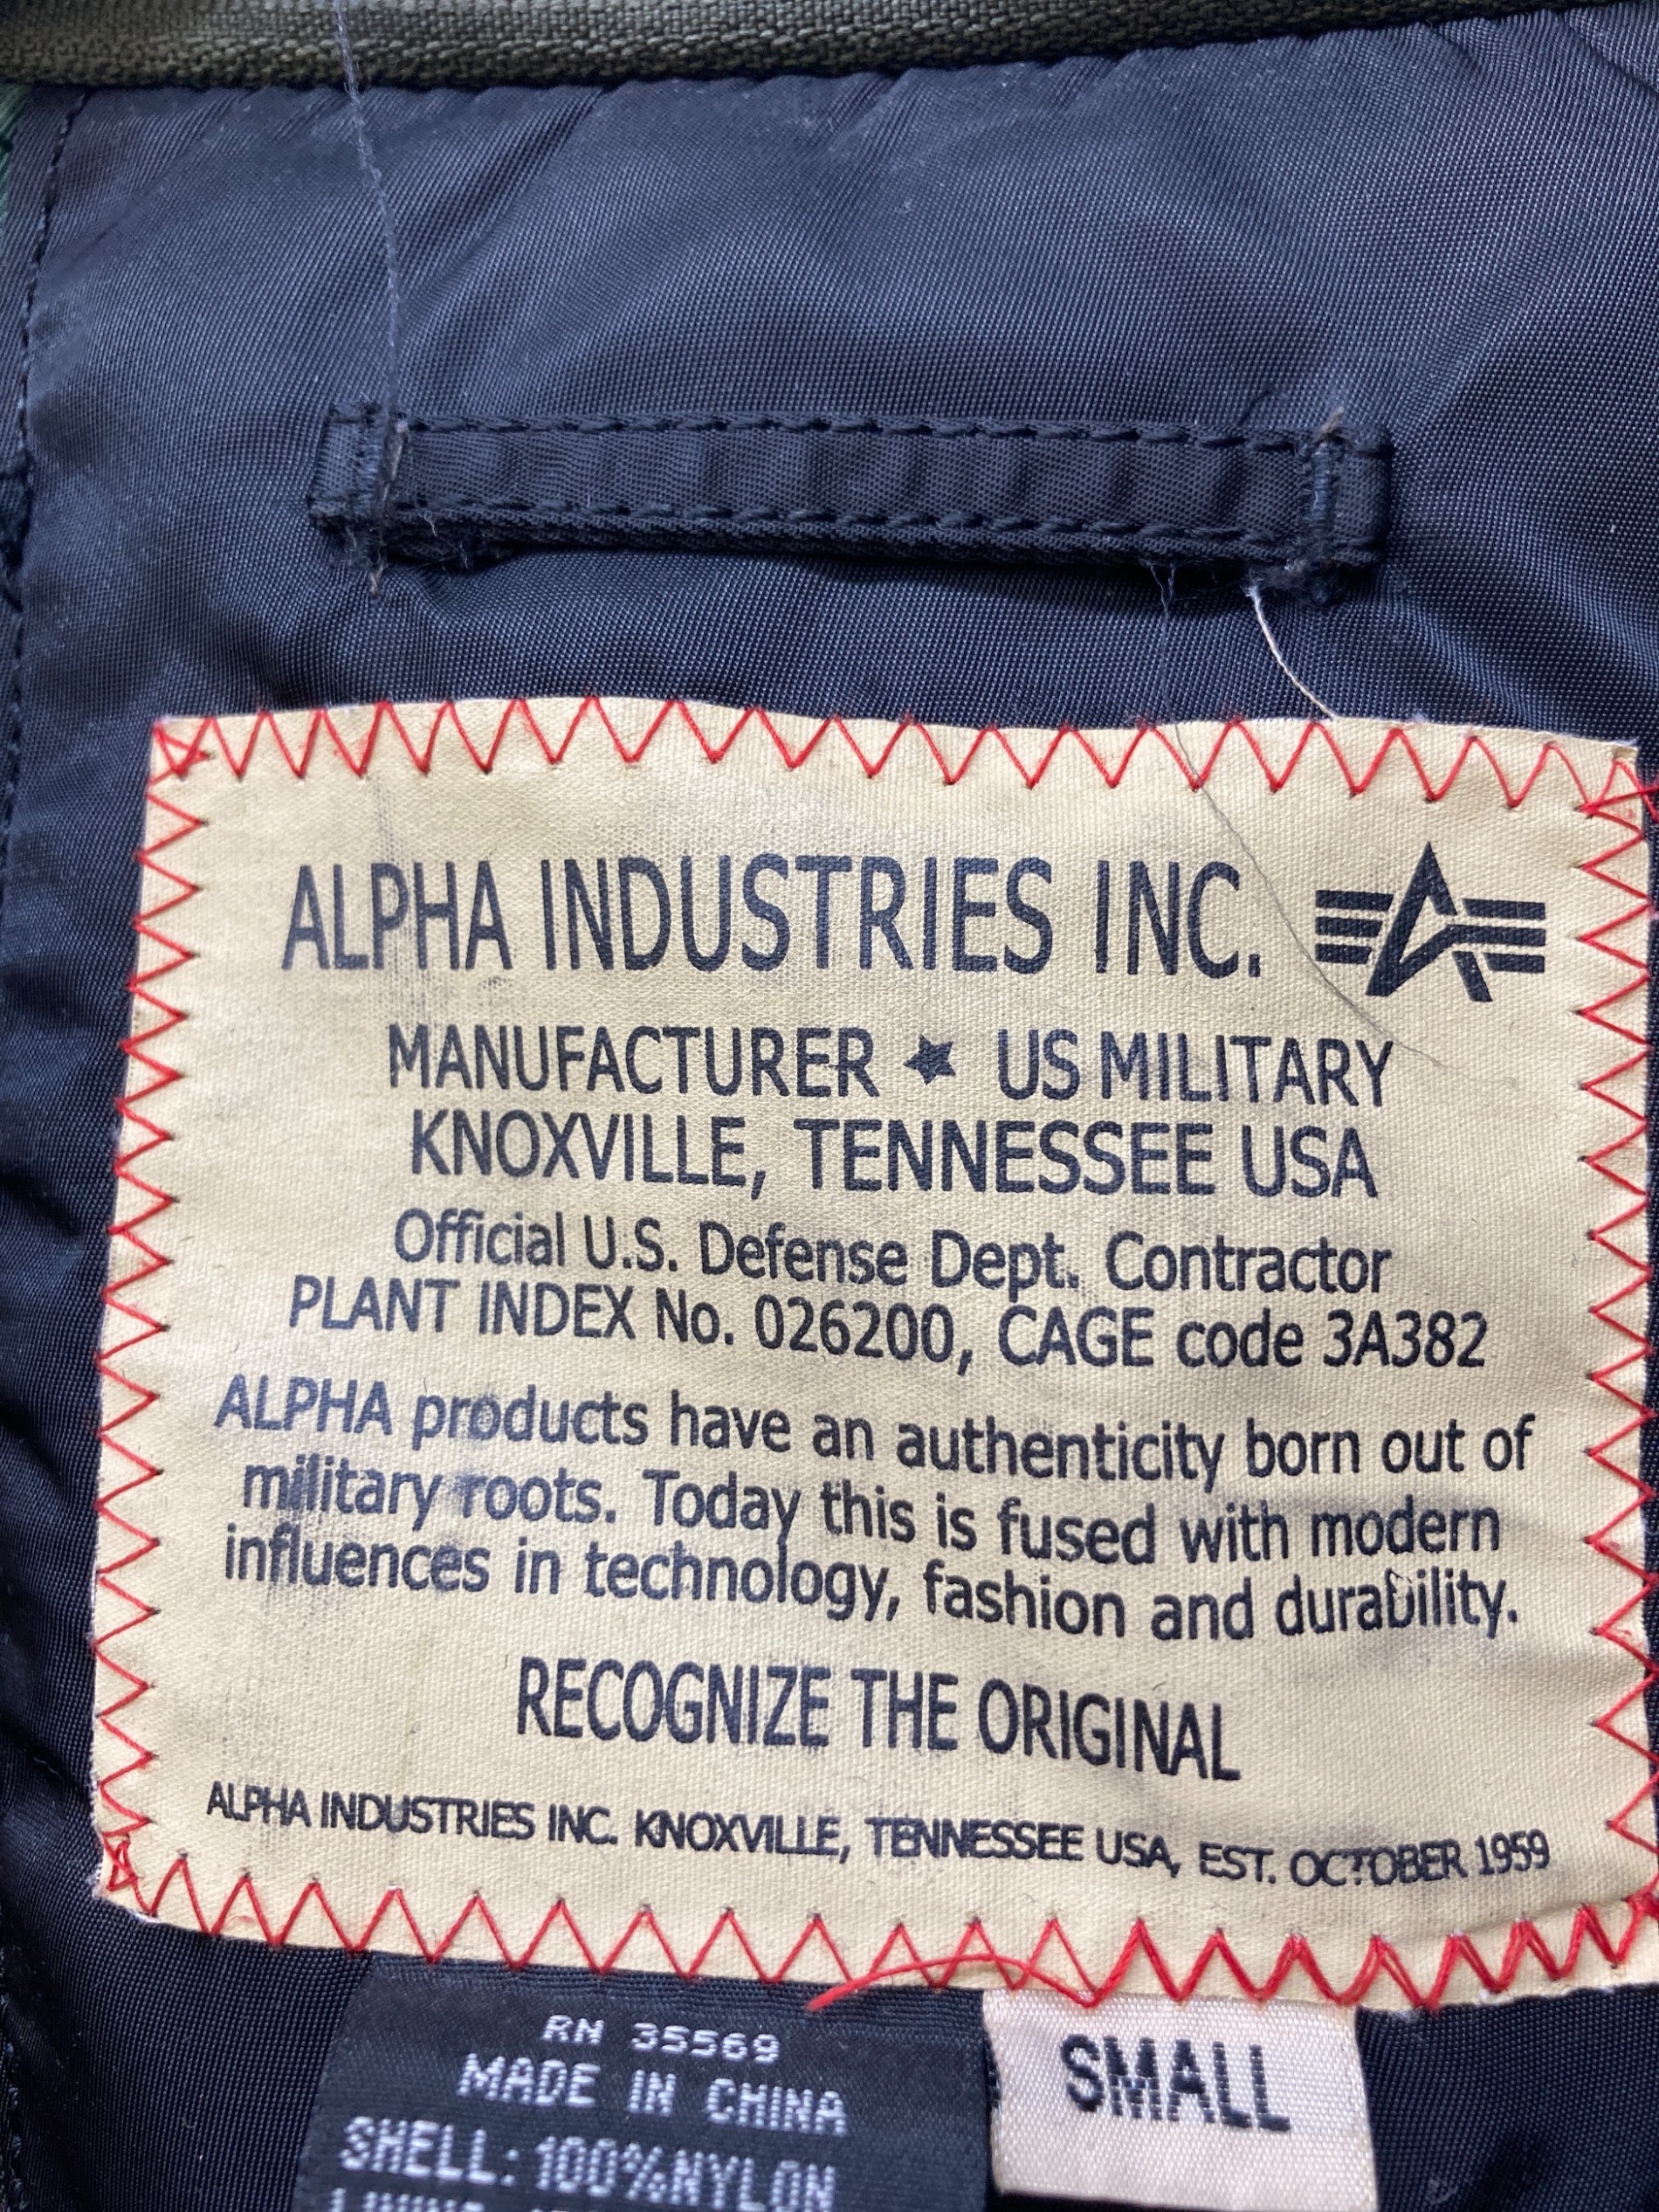 ALPHA INDUSTRIES INC.
MANUFACTURER ★ US MILITARY
KNOXVILLE, TENNESSEE USA
Official U.S. Defense Dept. Contractor
PLANT INDEX No. 026200, CAGE code 3A382
ALPHA products have an authenticity born out of
military roots. Today this is fused with modern
influences in technology, fashion and durability.
RECOGNIZE THE ORIGINAL
ALPHA INDUSTRIES INC. KNOXVILLE, TENNESSEE USA, EST. OCTOBER 1959
RN 35569
MADE IN CHINA
SHELL: 100% NYLON
SMALL